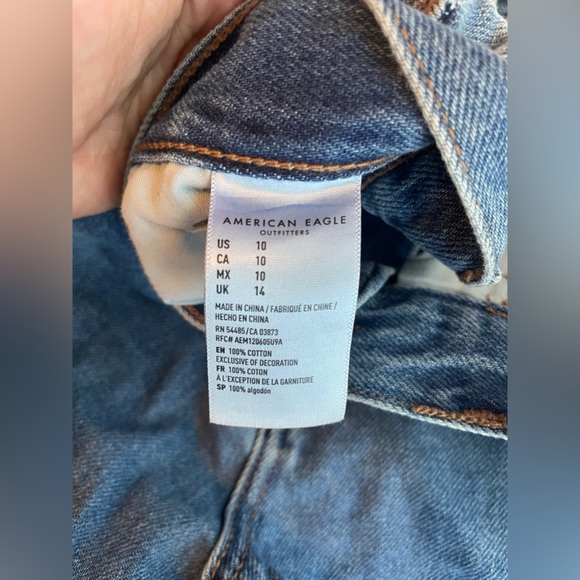 AMERICAN EAGLE
OUTFITTERS
US 10
CA 10
MX 10
UK 14
MADE IN CHINA / FABRIQUÉ EN CHINE /
HECHO EN CHINA
RN 54485/CA 03873
RFC# AEM120605U9A
EN 100% COTTON
EXCLUSIVE OF DECORATION
FR 100% COTON
À L'EXCEPTION DE LA GARNITURE
SP 100% algodón